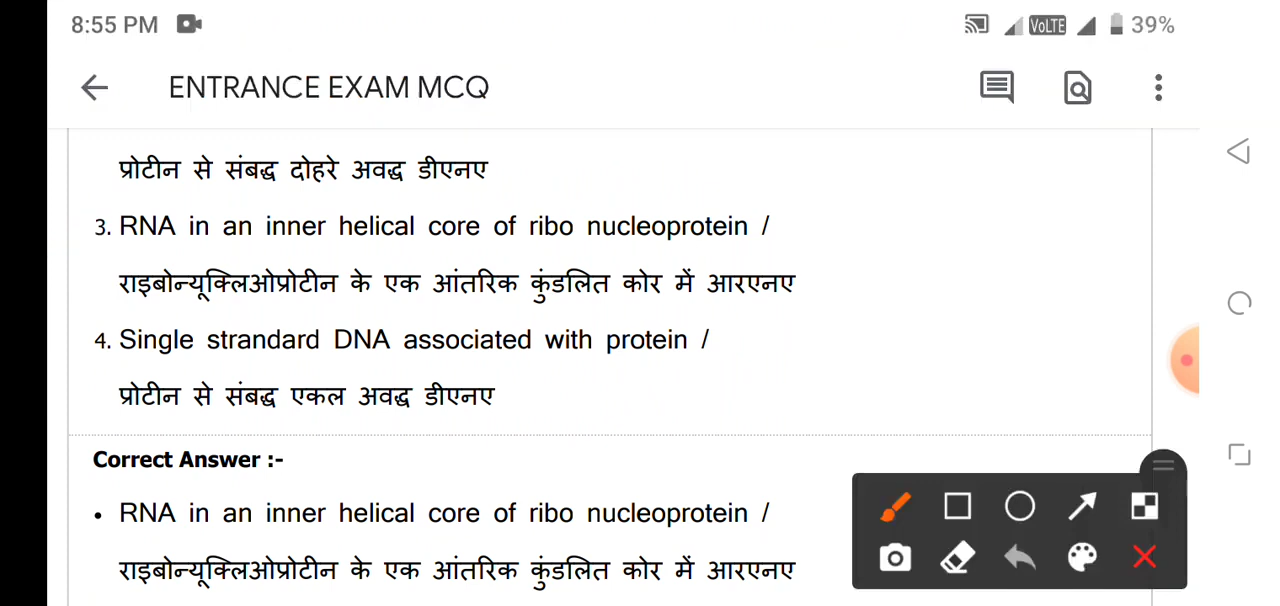 8:55 PM VoLTE 39%
ENTRANCE EXAM MCQ
प्रोटीन से संबद्ध दोहरे अवद्ध डीएनए
3. RNA in an inner helical core of ribo nucleoprotein /
राइबोन्यूक्लिओप्रोटीन के एक आंतरिक कुंडलित कोर में आरएनए
4. Single strandard DNA associated with protein /
प्रोटीन से संबद्ध एकल अवद्ध डीएनए
Correct Answer :-
• RNA in an inner helical core of ribo nucleoprotein /
राइबोन्यूक्लिओप्रोटीन के एक आंतरिक कुंडलित कोर में आरएनए